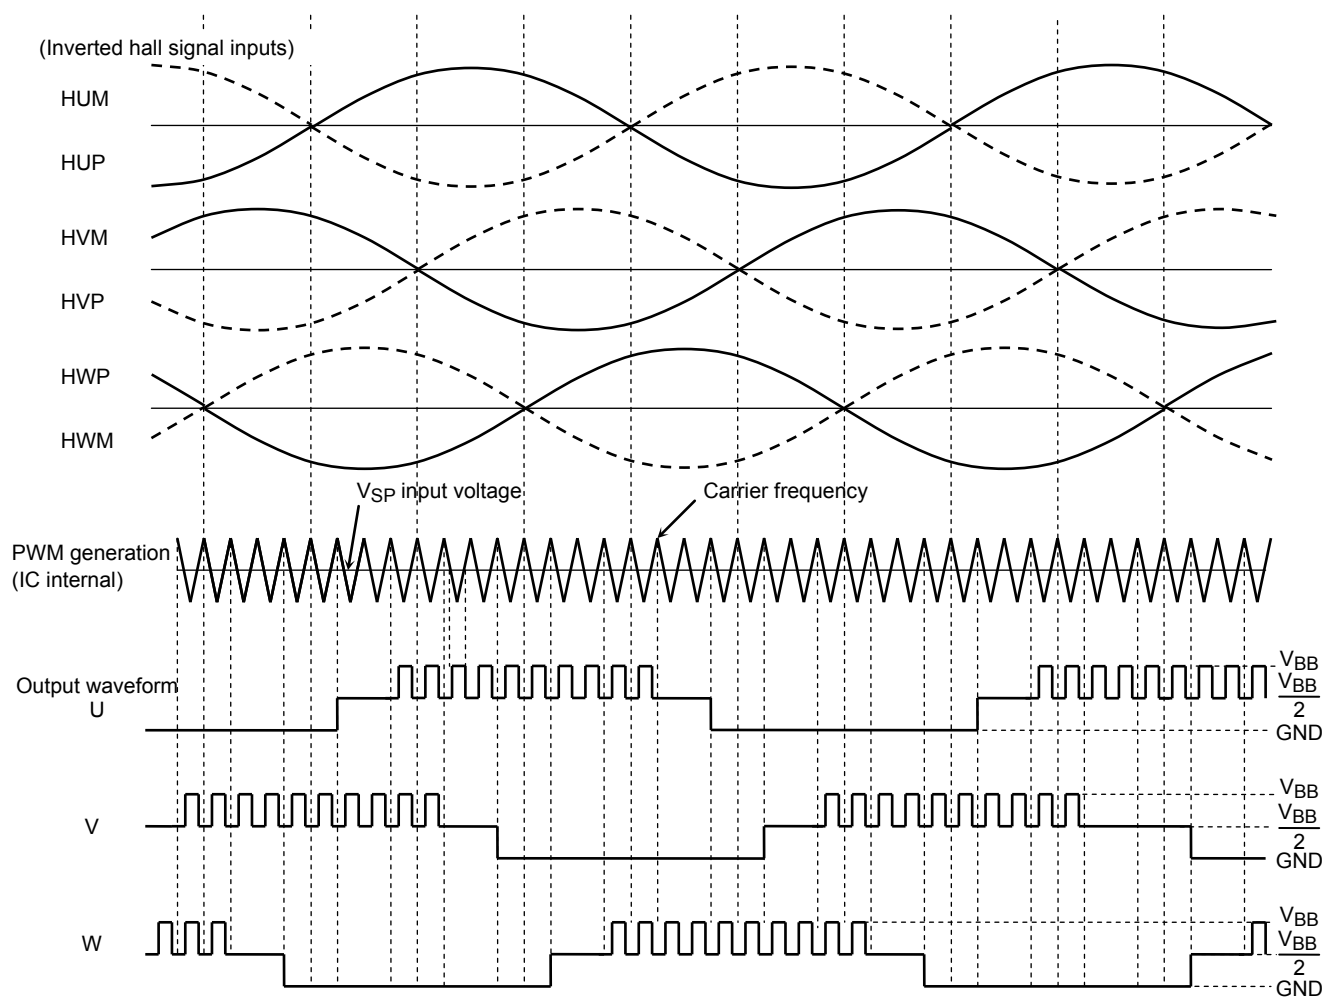 (Inverted hall signal inputs)
HUM
HUP
HVM
HVP
HWP
HWM
VSP input voltage
Carrier frequency
PWM generation
(IC internal)
Output waveform
U
VBB
VBB
2
GND
V
VBB
VBB
2
GND
W
VBB
VBB
2
GND